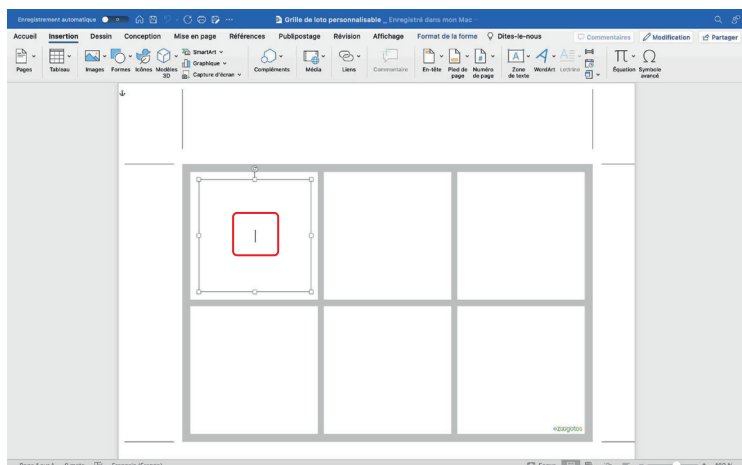 Enregistrement automatique
Grille de loto personnalisable _ Enregistré dans mon Mac
Accueil Insertion Dessin Conception Mise en page Références Publipostage Révision Affichage Format de la forme Dites-le-nous Commentaires Modification Partager
Pages Tableau Images Formes Icônes Modèles 3D SmartArt Graphique Capture d'écran Compléments Média Liens Commentaire En-tête Pied de page Numéro de page Zone de texte WordArt Lettrine Équation Symbole avancé